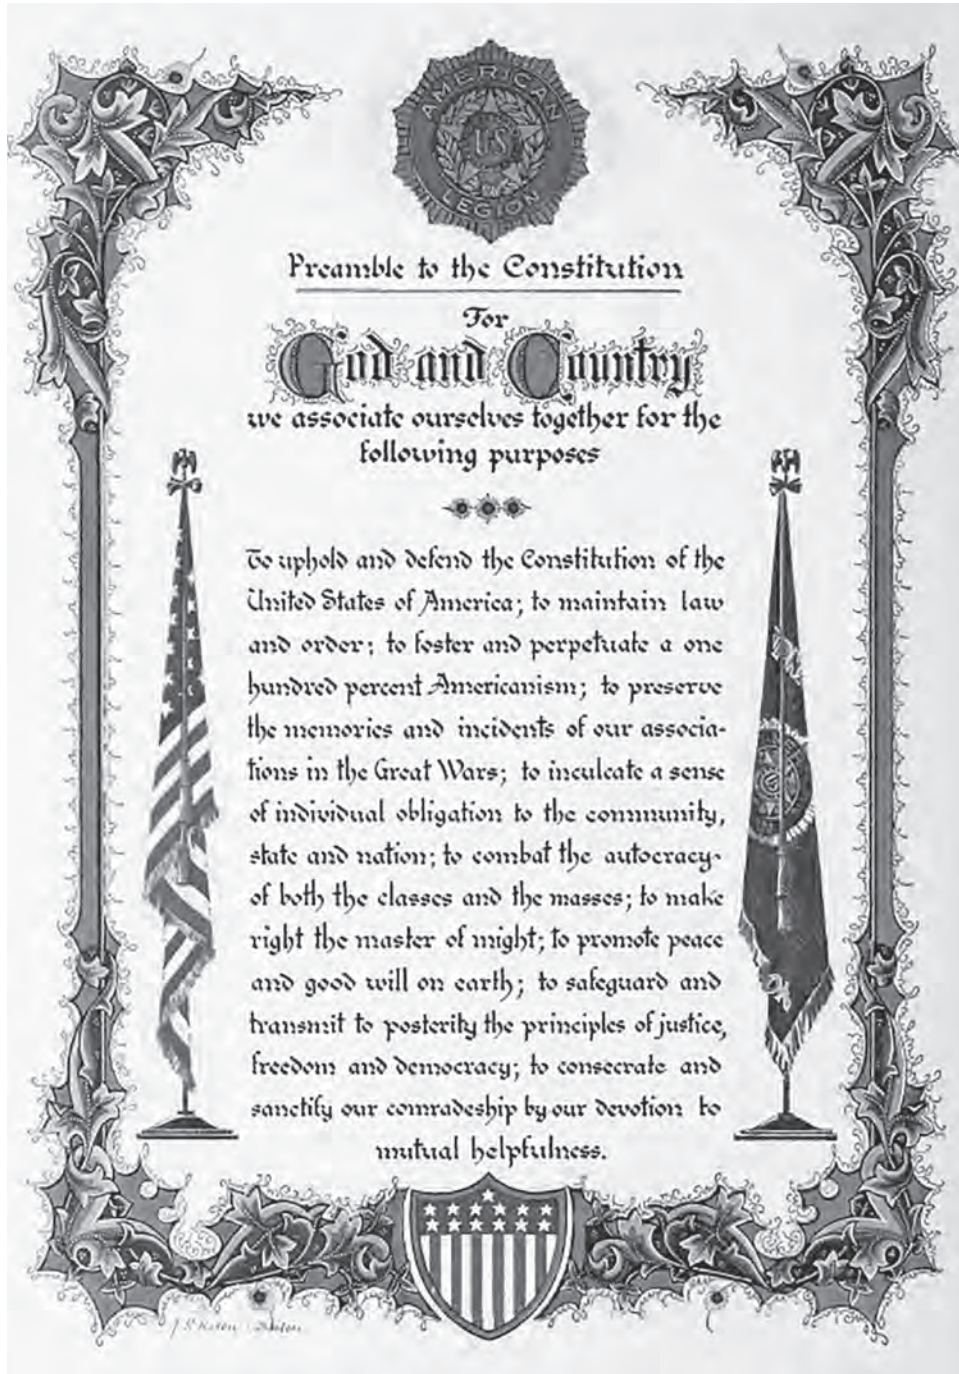 AMERICAN
US
LEGION
Preamble to the Constitution
For
God and Country
we associate ourselves together for the
following purposes
To uphold and defend the Constitution of the
United States of America; to maintain law
and order; to foster and perpetuate a one
hundred percent Americanism; to preserve
the memories and incidents of our associa-
tions in the Great Wars; to inculcate a sense
of individual obligation to the community,
state and nation; to combat the autocracy
of both the classes and the masses; to make
right the master of might; to promote peace
and good will on earth; to safeguard and
transmit to posterity the principles of justice,
freedom and democracy; to consecrate and
sanctify our comradeship by our devotion to
mutual helpfulness.